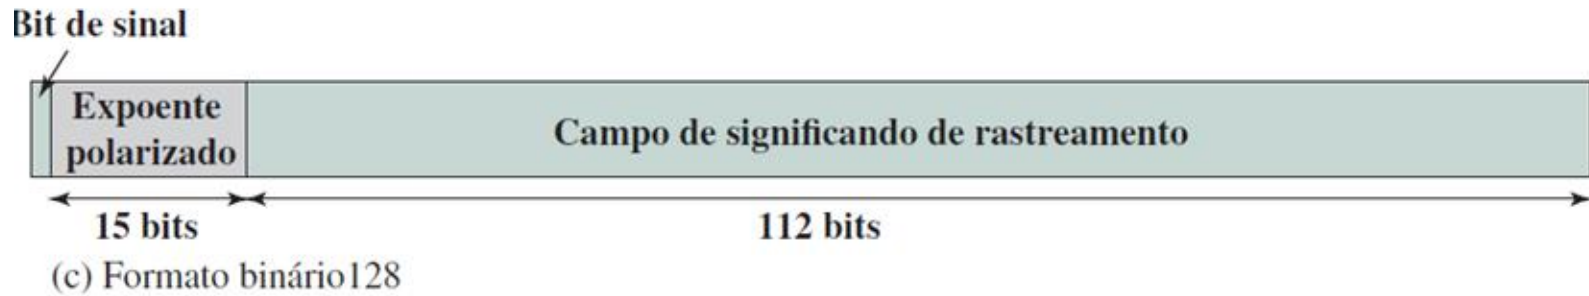 Bit de sinal
Expoente
polarizado
Campo de significando de rastreamento
15 bits
112 bits
(c) Formato binário128